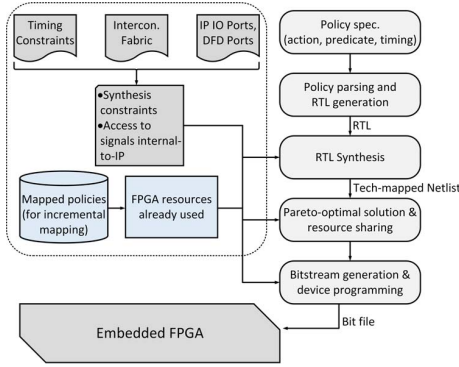 Timing
Constraints
Intercon.
Fabric
IP IO Ports,
DFD Ports
•Synthesis
constraints
•Access to
signals internal-
to-IP
Mapped policies
(for incremental
mapping)
FPGA resources
already used
Policy spec.
(action, predicate, timing)
Policy parsing and
RTL generation
RTL
RTL Synthesis
Tech-mapped Netlist
Pareto-optimal solution &
resource sharing
Bitstream generation &
device programming
Bit file
Embedded FPGA